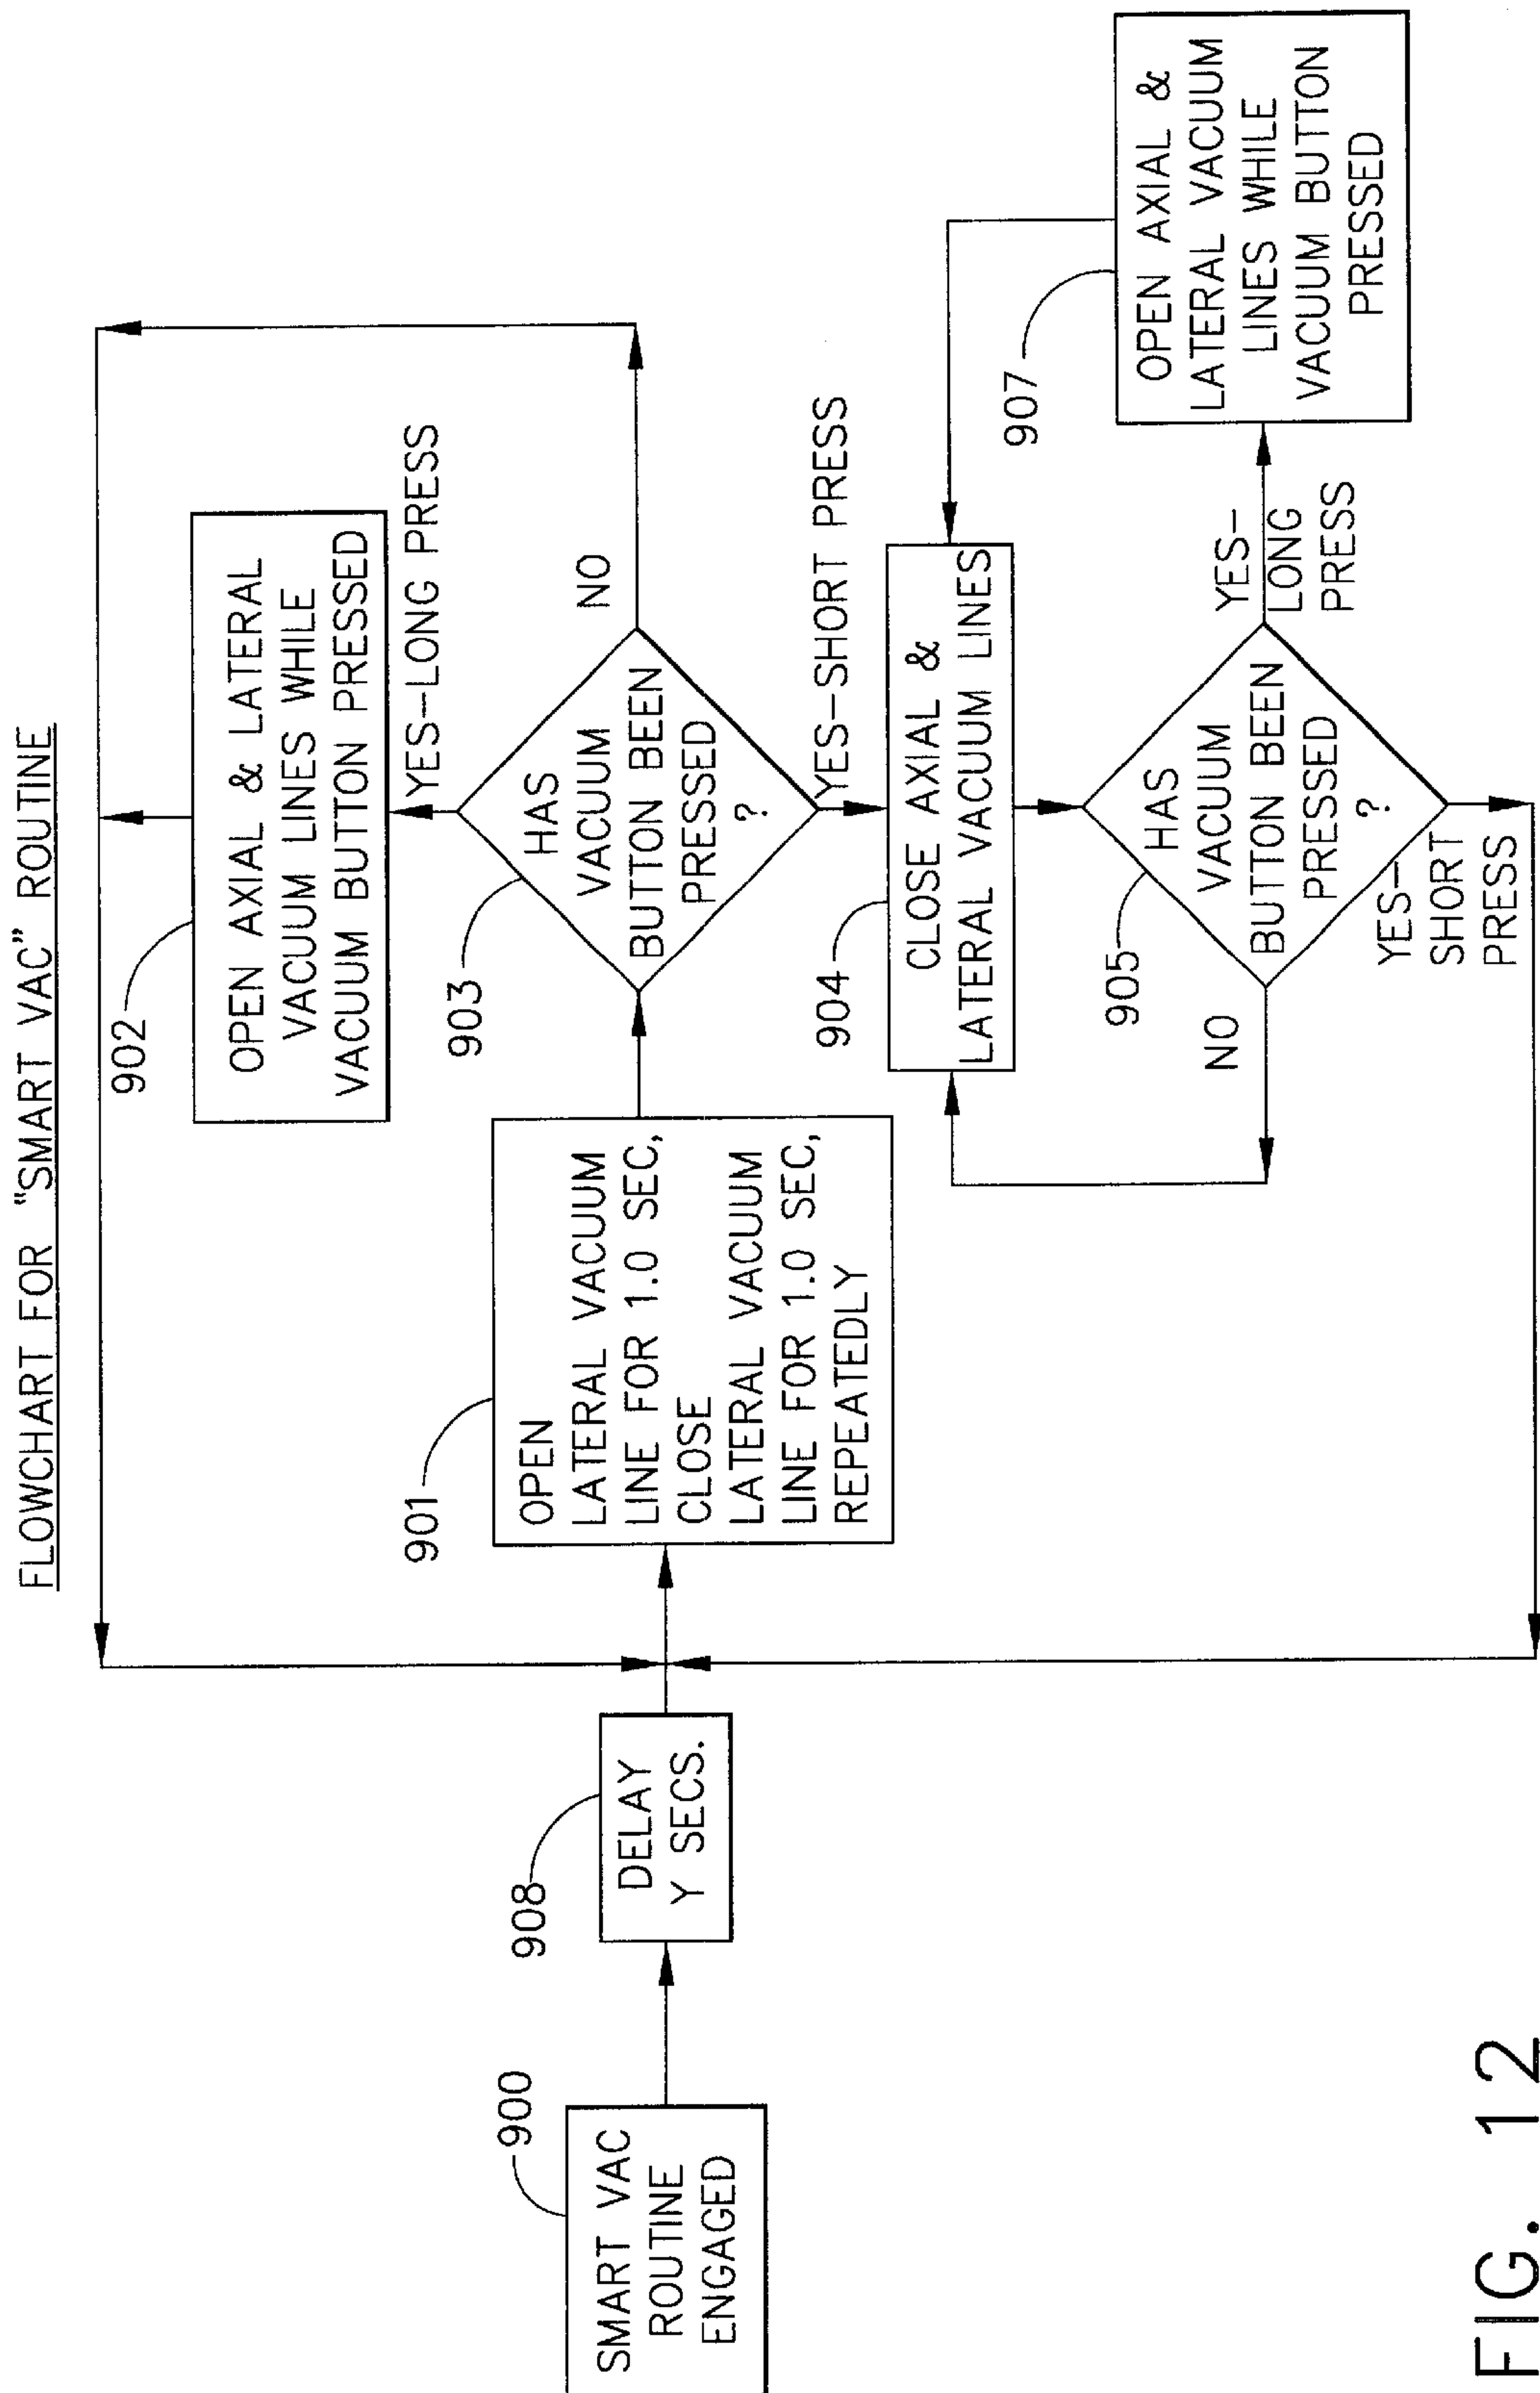 FLOWCHART FOR "SMART VAC" ROUTINE
900
SMART VAC
ROUTINE
ENGAGED
908
DELAY
Y SECS.
901
OPEN
LATERAL VACUUM
LINE FOR 1.0 SEC,
CLOSE
LATERAL VACUUM
LINE FOR 1.0 SEC,
REPEATEDLY
902
OPEN AXIAL & LATERAL
VACUUM LINES WHILE
VACUUM BUTTON PRESSED
YES-LONG PRESS
903
HAS
VACUUM
BUTTON BEEN
PRESSED
?
NO
YES-SHORT PRESS
904
CLOSE AXIAL &
LATERAL VACUUM LINES
905
HAS
VACUUM
BUTTON BEEN
PRESSED
?
NO
YES-
SHORT
PRESS
YES-
LONG
PRESS
907
OPEN AXIAL &
LATERAL VACUUM
LINES WHILE
VACUUM BUTTON
PRESSED
FIG. 12